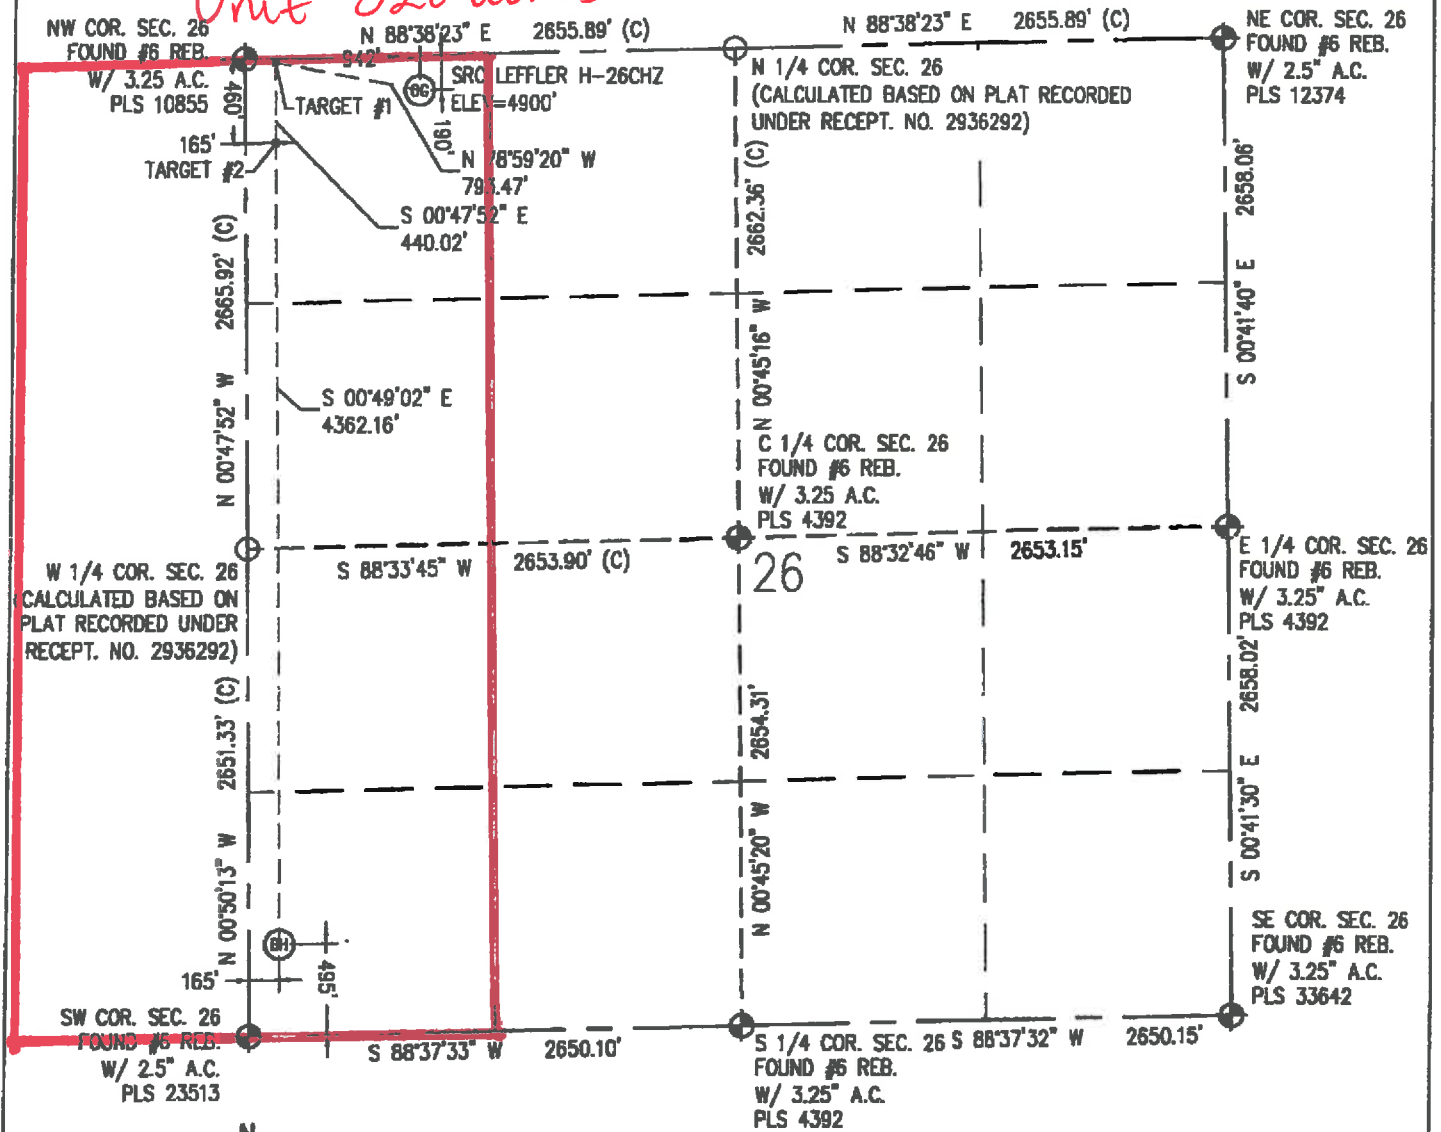 Unit 320 acres
NW COR. SEC. 26
FOUND #6 REB.
W/ 3.25 A.C.
PLS 10855
N 88°38'23" E 2655.89' (C)
942'
N 88°38'23" E 2655.89' (C)
NE COR. SEC. 26
FOUND #6 REB.
W/ 2.5" A.C.
PLS 12374
SRC LEFFLER H-26CHZ
ELEV=4900'
N 1/4 COR. SEC. 26
(CALCULATED BASED ON PLAT RECORDED
UNDER RECEPT. NO. 2936292)
460'
TARGET #1
190'
165'
TARGET #2
N 78°59'20" W
793.47'
S 00°47'52" E
440.02'
2662.36' (C)
2658.06'
2665.92' (C)
N 00°45'16" W
S 00°41'40" E
N 00°47'52" W
S 00°49'02" E
4362.16'
C 1/4 COR. SEC. 26
FOUND #6 REB.
W/ 3.25 A.C.
PLS 4392
S 88°33'45" W 2653.90' (C)
26
S 88°32'46" W 2653.15'
W 1/4 COR. SEC. 26
(CALCULATED BASED ON
PLAT RECORDED UNDER
RECEPT. NO. 2936292)
E 1/4 COR. SEC. 26
FOUND #6 REB.
W/ 3.25" A.C.
PLS 4392
2651.33' (C)
2654.31'
2658.02'
N 00°50'13" W
N 00°45'20" W
S 00°41'30" E
BH
165'
495'
SW COR. SEC. 26
FOUND #6 REB.
W/ 2.5" A.C.
PLS 23513
S 88°37'33" W 2650.10'
S 1/4 COR. SEC. 26
FOUND #6 REB.
W/ 3.25" A.C.
PLS 4392
S 88°37'32" W 2650.15'
SE COR. SEC. 26
FOUND #6 REB.
W/ 3.25" A.C.
PLS 33642
N